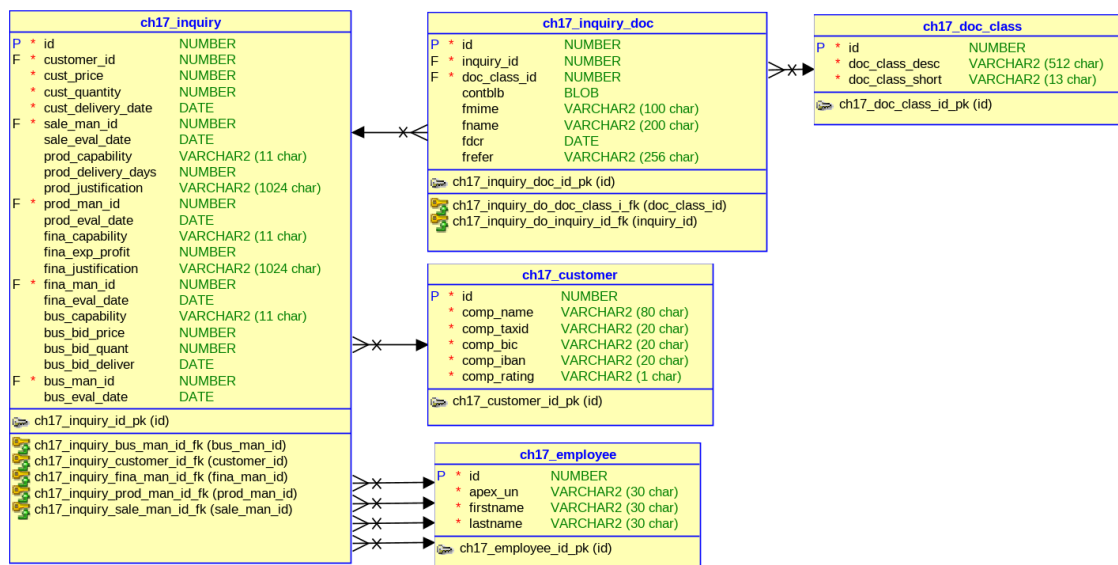 ch17_inquiry
P * id NUMBER
F * customer_id NUMBER
* cust_price NUMBER
* cust_quantity NUMBER
* cust_delivery_date DATE
F * sale_man_id NUMBER
sale_eval_date DATE
prod_capability VARCHAR2 (11 char)
prod_delivery_days NUMBER
prod_justification VARCHAR2 (1024 char)
F * prod_man_id NUMBER
prod_eval_date DATE
fina_capability VARCHAR2 (11 char)
fina_exp_profit NUMBER
fina_justification VARCHAR2 (1024 char)
F * fina_man_id NUMBER
fina_eval_date DATE
bus_capability VARCHAR2 (11 char)
bus_bid_price NUMBER
bus_bid_quant NUMBER
bus_bid_deliver DATE
F * bus_man_id NUMBER
bus_eval_date DATE
ch17_inquiry_id_pk (id)
ch17_inquiry_bus_man_id_fk (bus_man_id)
ch17_inquiry_customer_id_fk (customer_id)
ch17_inquiry_fina_man_id_fk (fina_man_id)
ch17_inquiry_prod_man_id_fk (prod_man_id)
ch17_inquiry_sale_man_id_fk (sale_man_id)
ch17_inquiry_doc
P * id NUMBER
F * inquiry_id NUMBER
F * doc_class_id NUMBER
contblb BLOB
fmime VARCHAR2 (100 char)
fname VARCHAR2 (200 char)
fdcr DATE
frefer VARCHAR2 (256 char)
ch17_inquiry_doc_id_pk (id)
ch17_inquiry_do_doc_class_i_fk (doc_class_id)
ch17_inquiry_do_inquiry_id_fk (inquiry_id)
ch17_doc_class
P * id NUMBER
* doc_class_desc VARCHAR2 (512 char)
* doc_class_short VARCHAR2 (13 char)
ch17_doc_class_id_pk (id)
ch17_customer
P * id NUMBER
* comp_name VARCHAR2 (80 char)
* comp_taxid VARCHAR2 (20 char)
* comp_bic VARCHAR2 (20 char)
* comp_iban VARCHAR2 (20 char)
* comp_rating VARCHAR2 (1 char)
ch17_customer_id_pk (id)
ch17_employee
P * id NUMBER
* apex_un VARCHAR2 (30 char)
* firstname VARCHAR2 (30 char)
* lastname VARCHAR2 (30 char)
ch17_employee_id_pk (id)